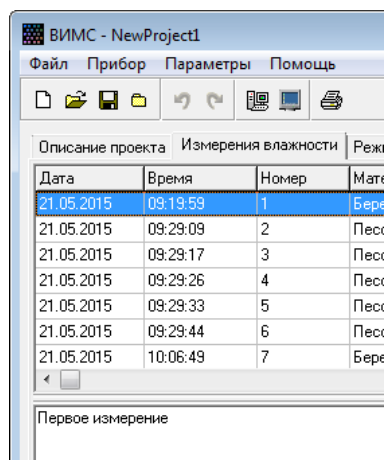 ВИМС - NewProject1
Файл Прибор Параметры Помощь
Описание проекта Измерения влажности
Дата Время Номер
21.05.2015 09:19:59 1
21.05.2015 09:29:09 2
21.05.2015 09:29:17 3
21.05.2015 09:29:26 4
21.05.2015 09:29:33 5
21.05.2015 09:29:44 6
21.05.2015 10:06:49 7
Первое измерение